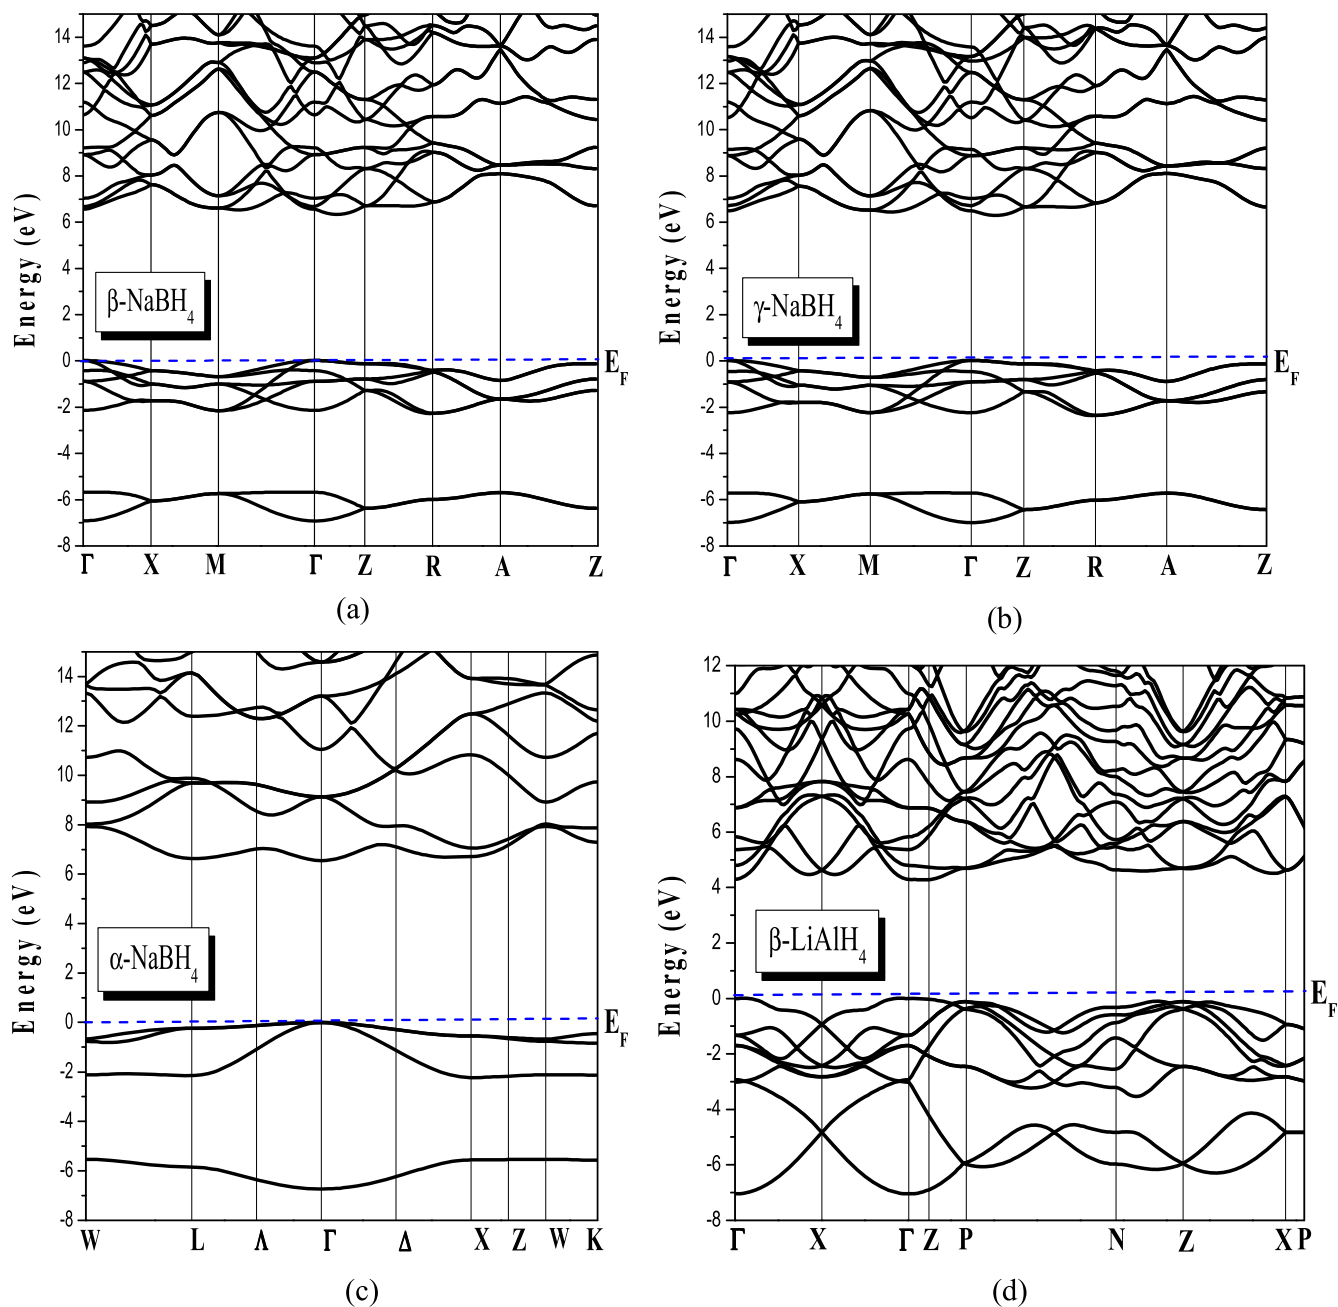 14
12
10
8
6
4
2
0
-2
-4
-6
-8
Energy (eV)
β-NaBH4
EF
Γ X M Γ Z R A Z
(a)
14
12
10
8
6
4
2
0
-2
-4
-6
-8
Energy (eV)
γ-NaBH4
EF
Γ X M Γ Z R A Z
(b)
14
12
10
8
6
4
2
0
-2
-4
-6
-8
Energy (eV)
α-NaBH4
EF
W L Λ Γ Δ X Z W K
(c)
12
10
8
6
4
2
0
-2
-4
-6
-8
Energy (eV)
β-LiAlH4
EF
Γ X Γ Z P N Z X P
(d)